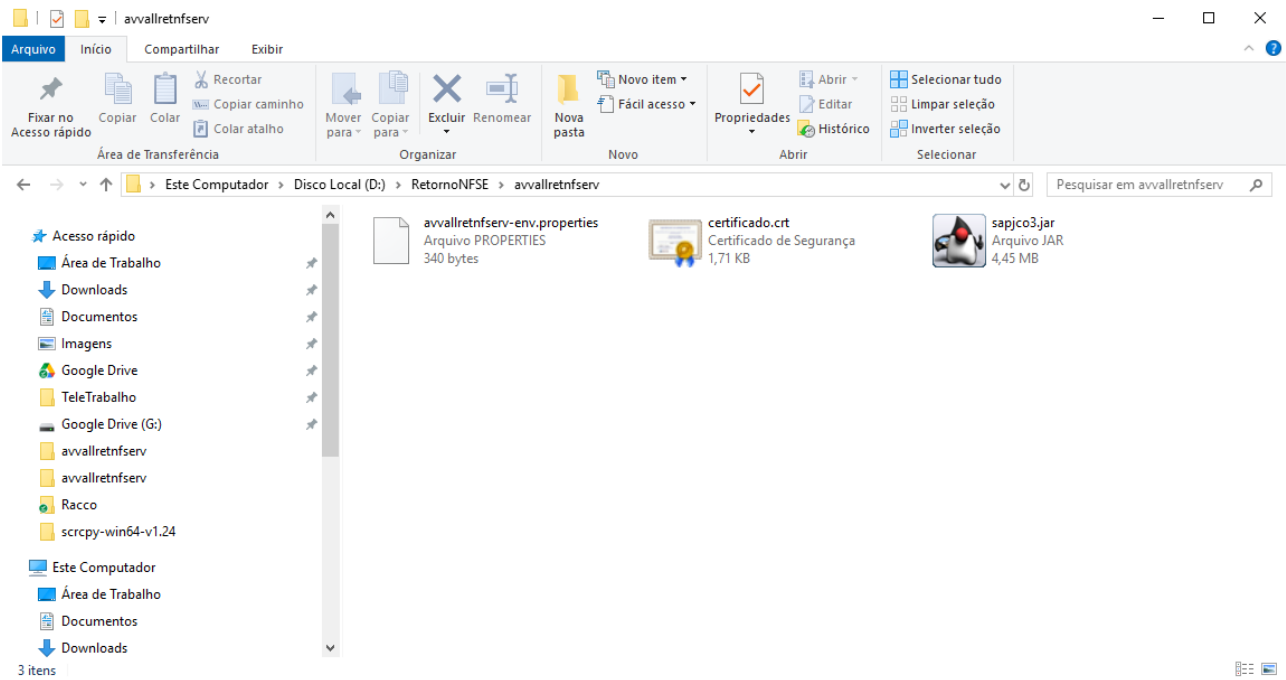 avvallretnfserv
Arquivo Início Compartilhar Exibir
Fixar no Acesso rápido
Copiar
Colar
Recortar
Copiar caminho
Colar atalho
Área de Transferência
Mover para
Copiar para
Excluir
Renomear
Organizar
Nova pasta
Novo item
Fácil acesso
Novo
Propriedades
Abrir
Editar
Histórico
Abrir
Selecionar tudo
Limpar seleção
Inverter seleção
Selecionar
Este Computador > Disco Local (D:) > RetornoNFSE > avvallretnfserv
Pesquisar em avvallretnfserv
Acesso rápido
Área de Trabalho
Downloads
Documentos
Imagens
Google Drive
TeleTrabalho
Google Drive (G:)
avvallretnfserv
avvallretnfserv
Racco
scrcpy-win64-v1.24
Este Computador
Área de Trabalho
Documentos
Downloads
avvallretnfserv-env.properties
Arquivo PROPERTIES
340 bytes
certificado.crt
Certificado de Segurança
1,71 KB
sapjco3.jar
Arquivo JAR
4,45 MB
3 itens